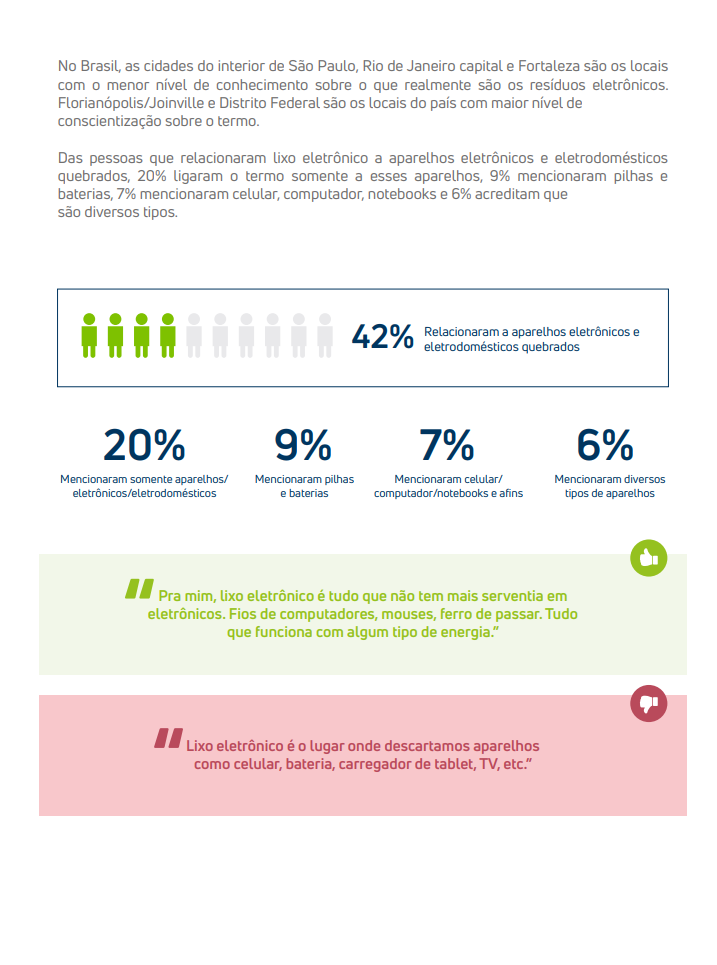 No Brasil, as cidades do interior de São Paulo, Rio de Janeiro capital e Fortaleza são os locais
com o menor nível de conhecimento sobre o que realmente são os resíduos eletrônicos.
Florianópolis/Joinville e Distrito Federal são os locais do país com maior nível de
conscientização sobre o termo.
Das pessoas que relacionaram lixo eletrônico a aparelhos eletrônicos e eletrodomésticos
quebrados, 20% ligaram o termo somente a esses aparelhos, 9% mencionaram pilhas e
baterias, 7% mencionaram celular, computador, notebooks e 6% acreditam que
são diversos tipos.
42%
Relacionaram a aparelhos eletrônicos e
eletrodomésticos quebrados
20%
Mencionaram somente aparelhos/
eletrônicos/eletrodomésticos
9%
Mencionaram pilhas
e baterias
7%
Mencionaram celular/
computador/notebooks e afins
6%
Mencionaram diversos
tipos de aparelhos
" Pra mim, lixo eletrônico é tudo que não tem mais serventia em
eletrônicos. Fios de computadores, mouses, ferro de passar. Tudo
que funciona com algum tipo de energia.”
" Lixo eletrônico é o lugar onde descartamos aparelhos
como celular, bateria, carregador de tablet, TV, etc.”